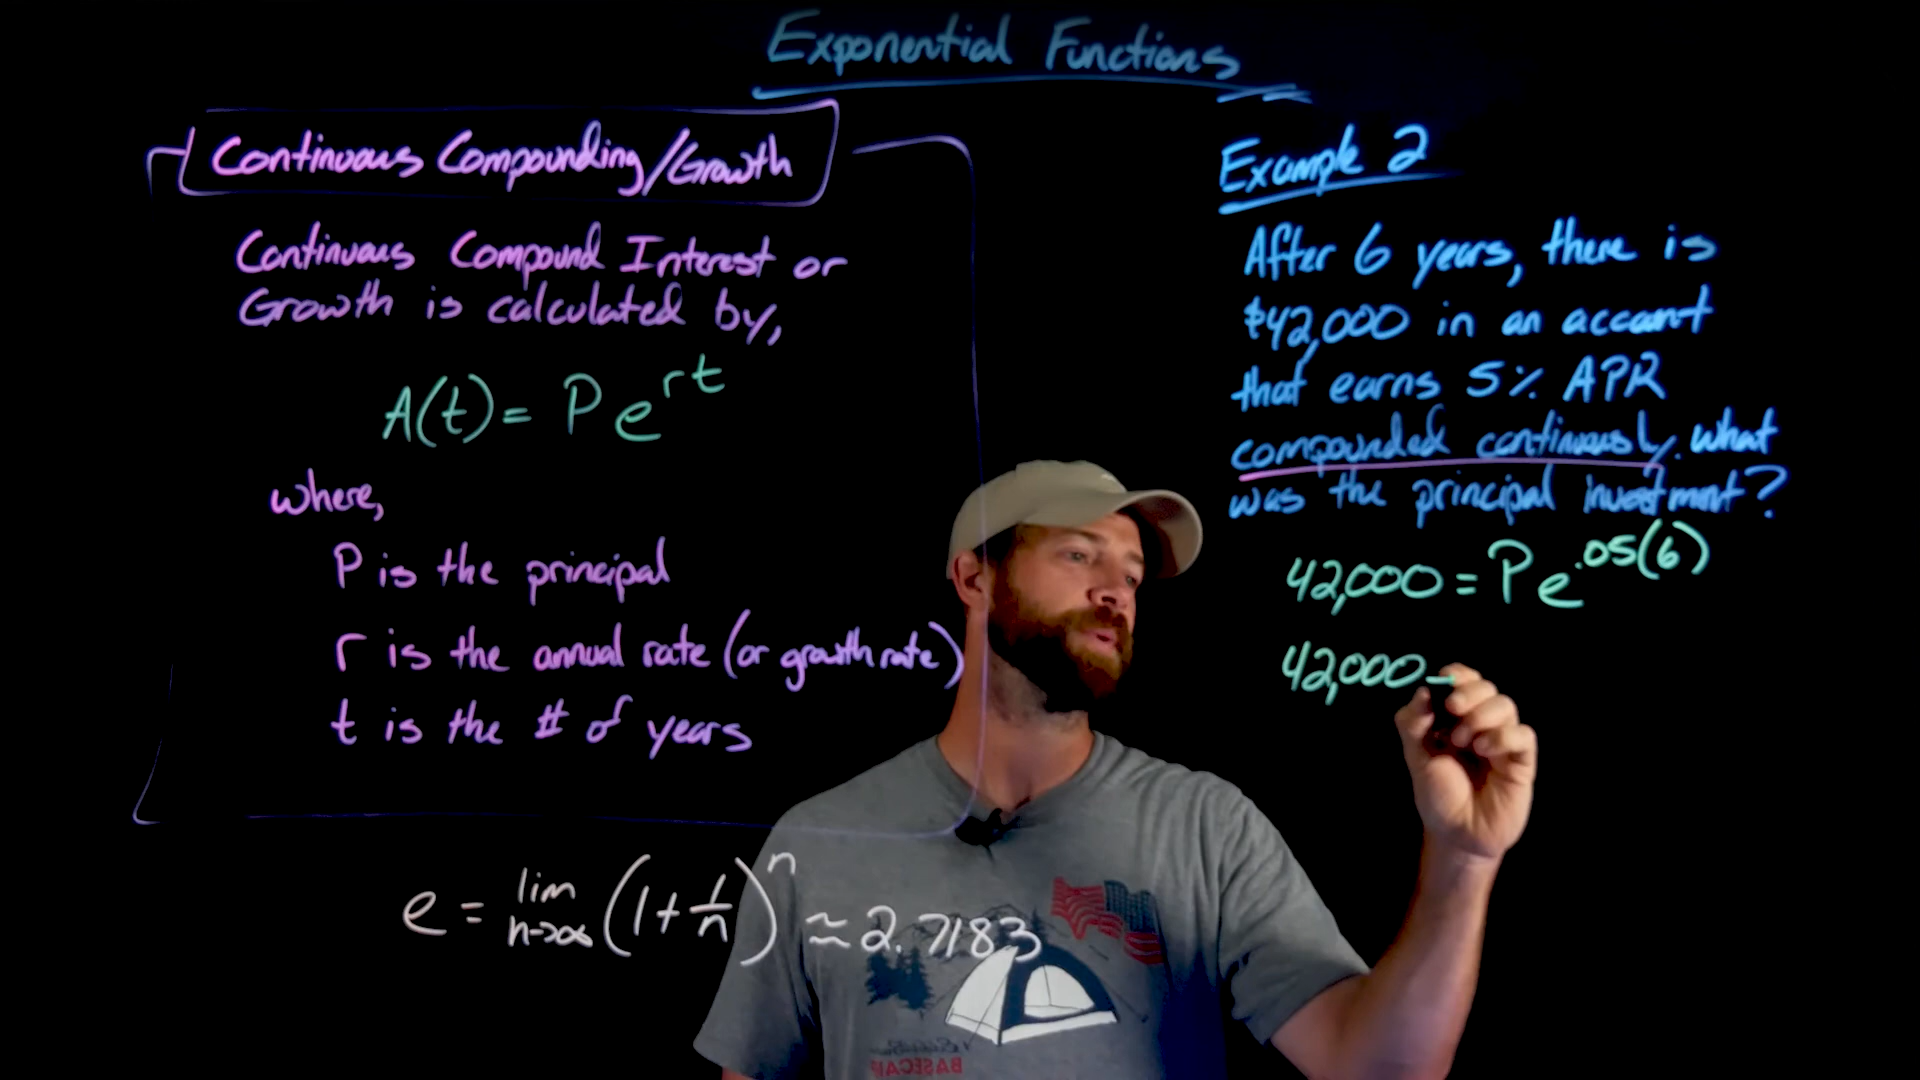 Exponential Functions
Continuous Compounding/Growth
Continuous Compound Interest or
Growth is calculated by,
A(t) = Pe^{rt}
where,
P is the principal
r is the annual rate (or growth rate)
t is the # of years
e = lim_{n→∞} (1 + 1/n)^n ≈ 2.7183
Example 2
After 6 years, there is
$42,000 in an account
that earns 5% APR
compounded continuously. What
was the principal investment?
42,000 = Pe^{.05(6)}
42,000
BASECAMP